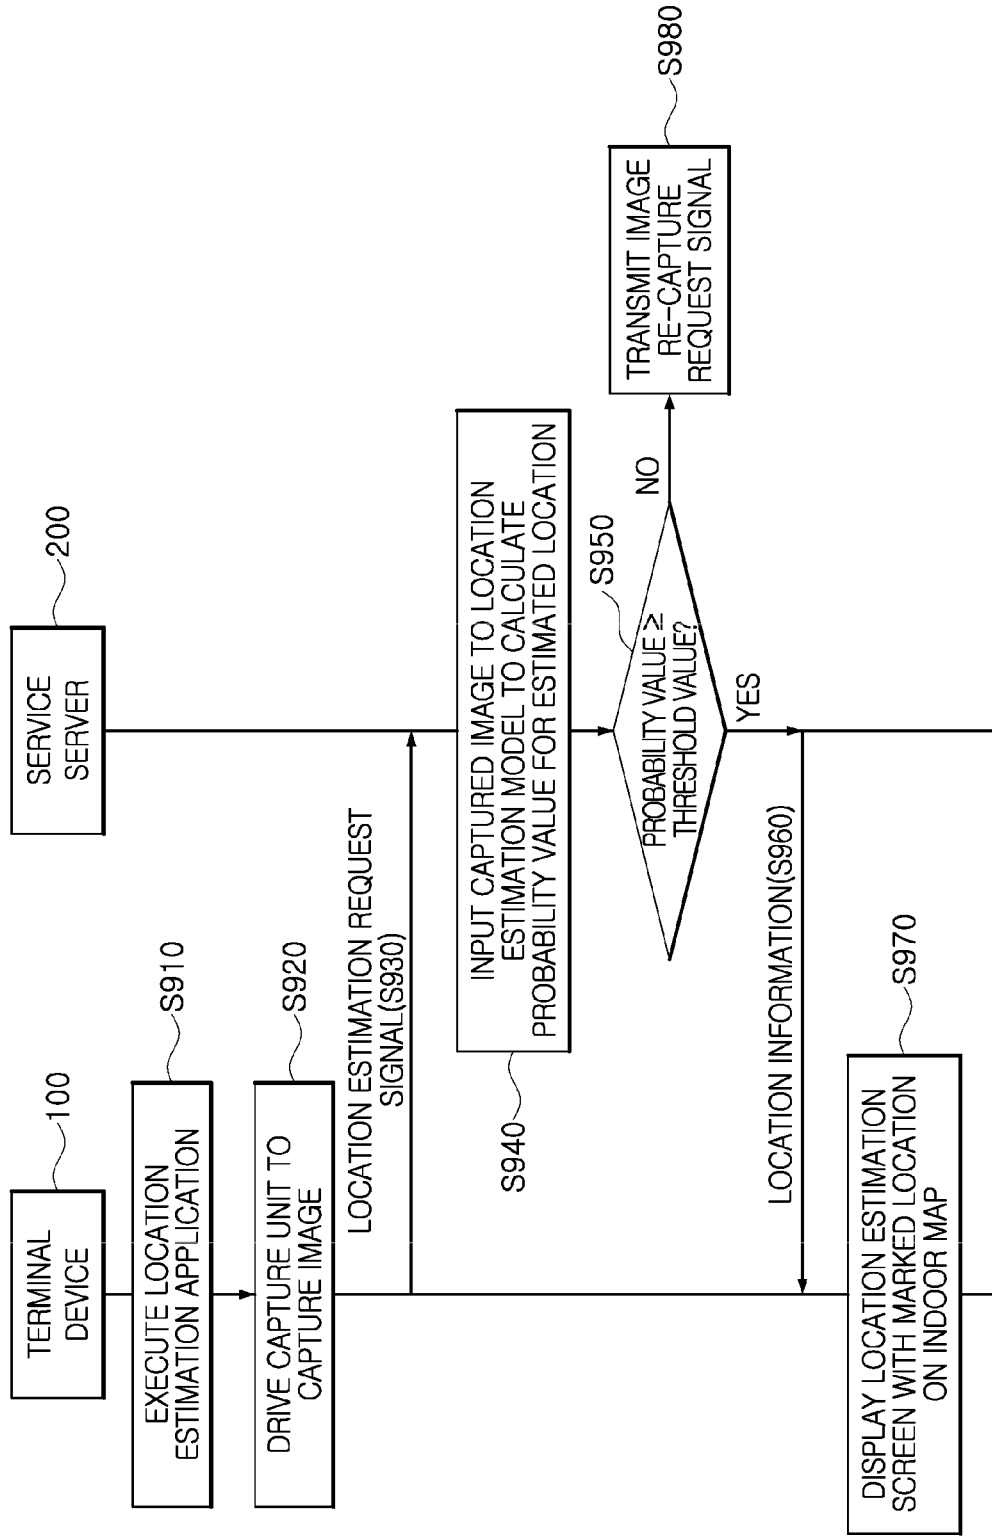 TERMINAL
DEVICE
100
SERVICE
SERVER
200
EXECUTE LOCATION
ESTIMATION APPLICATION
S910
DRIVE CAPTURE UNIT TO
CAPTURE IMAGE
S920
LOCATION ESTIMATION REQUEST
SIGNAL(S930)
INPUT CAPTURED IMAGE TO LOCATION
ESTIMATION MODEL TO CALCULATE
PROBABILITY VALUE FOR ESTIMATED LOCATION
S940
PROBABILITY VALUE ≥
THRESHOLD VALUE?
S950
NO
TRANSMIT IMAGE
RE-CAPTURE
REQUEST SIGNAL
S980
YES
LOCATION INFORMATION(S960)
DISPLAY LOCATION ESTIMATION
SCREEN WITH MARKED LOCATION
ON INDOOR MAP
S970